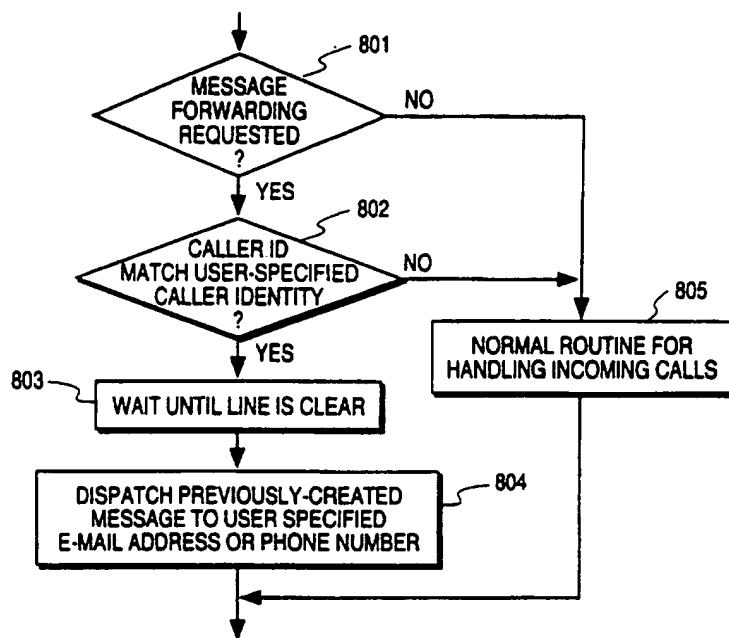 801
MESSAGE
FORWARDING
REQUESTED
?
NO
YES
802
CALLER ID
MATCH USER-SPECIFIED
CALLER IDENTITY
?
NO
YES
805
NORMAL ROUTINE FOR
HANDLING INCOMING CALLS
803
WAIT UNTIL LINE IS CLEAR
804
DISPATCH PREVIOUSLY-CREATED
MESSAGE TO USER SPECIFIED
E-MAIL ADDRESS OR PHONE NUMBER